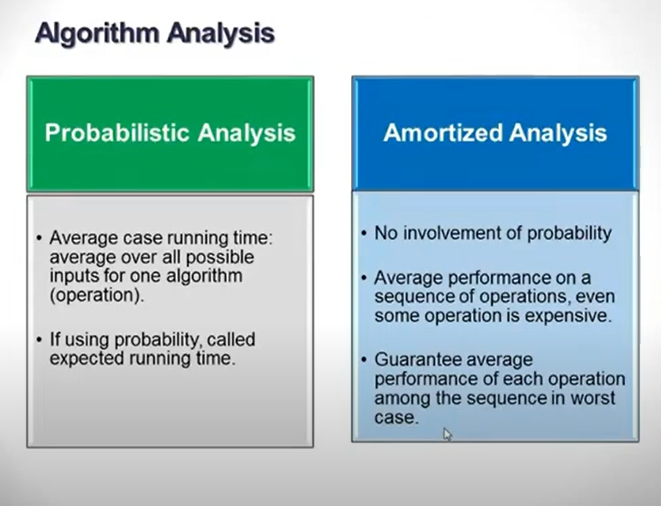 Algorithm Analysis
Probabilistic Analysis
• Average case running time:
average over all possible
inputs for one algorithm
(operation).
• If using probability, called
expected running time.
Amortized Analysis
• No involvement of probability
• Average performance on a
sequence of operations, even
some operation is expensive.
• Guarantee average
performance of each operation
among the sequence in worst
case.